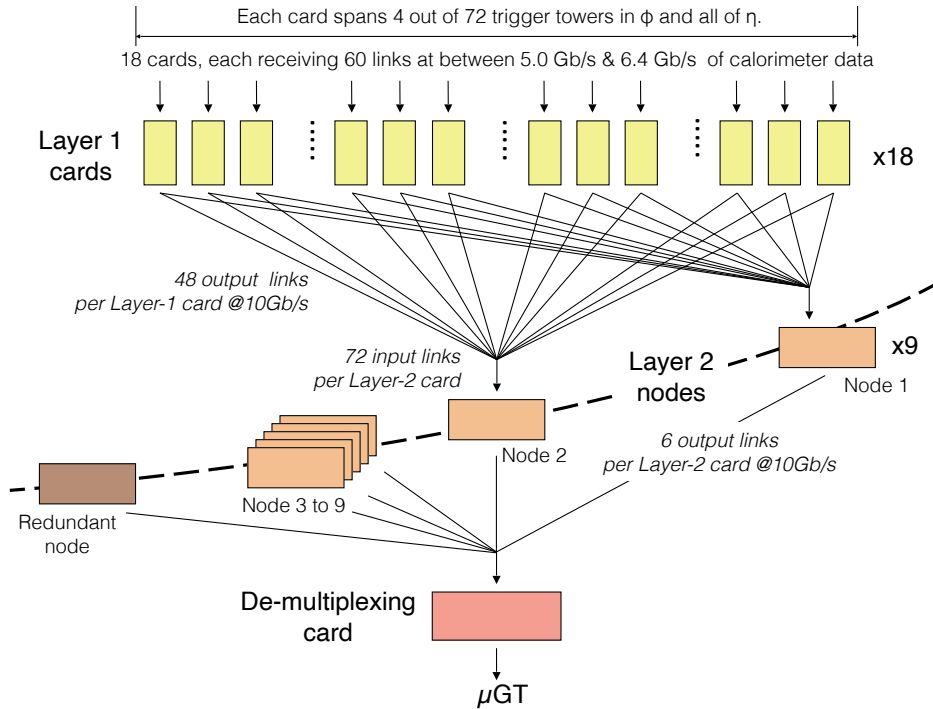 Each card spans 4 out of 72 trigger towers in ϕ and all of η.
18 cards, each receiving 60 links at between 5.0 Gb/s & 6.4 Gb/s of calorimeter data
Layer 1
cards
x18
48 output links
per Layer-1 card @10Gb/s
72 input links
per Layer-2 card
Layer 2
nodes
x9
Node 1
Node 2
6 output links
per Layer-2 card @10Gb/s
Node 3 to 9
Redundant
node
De-multiplexing
card
µGT